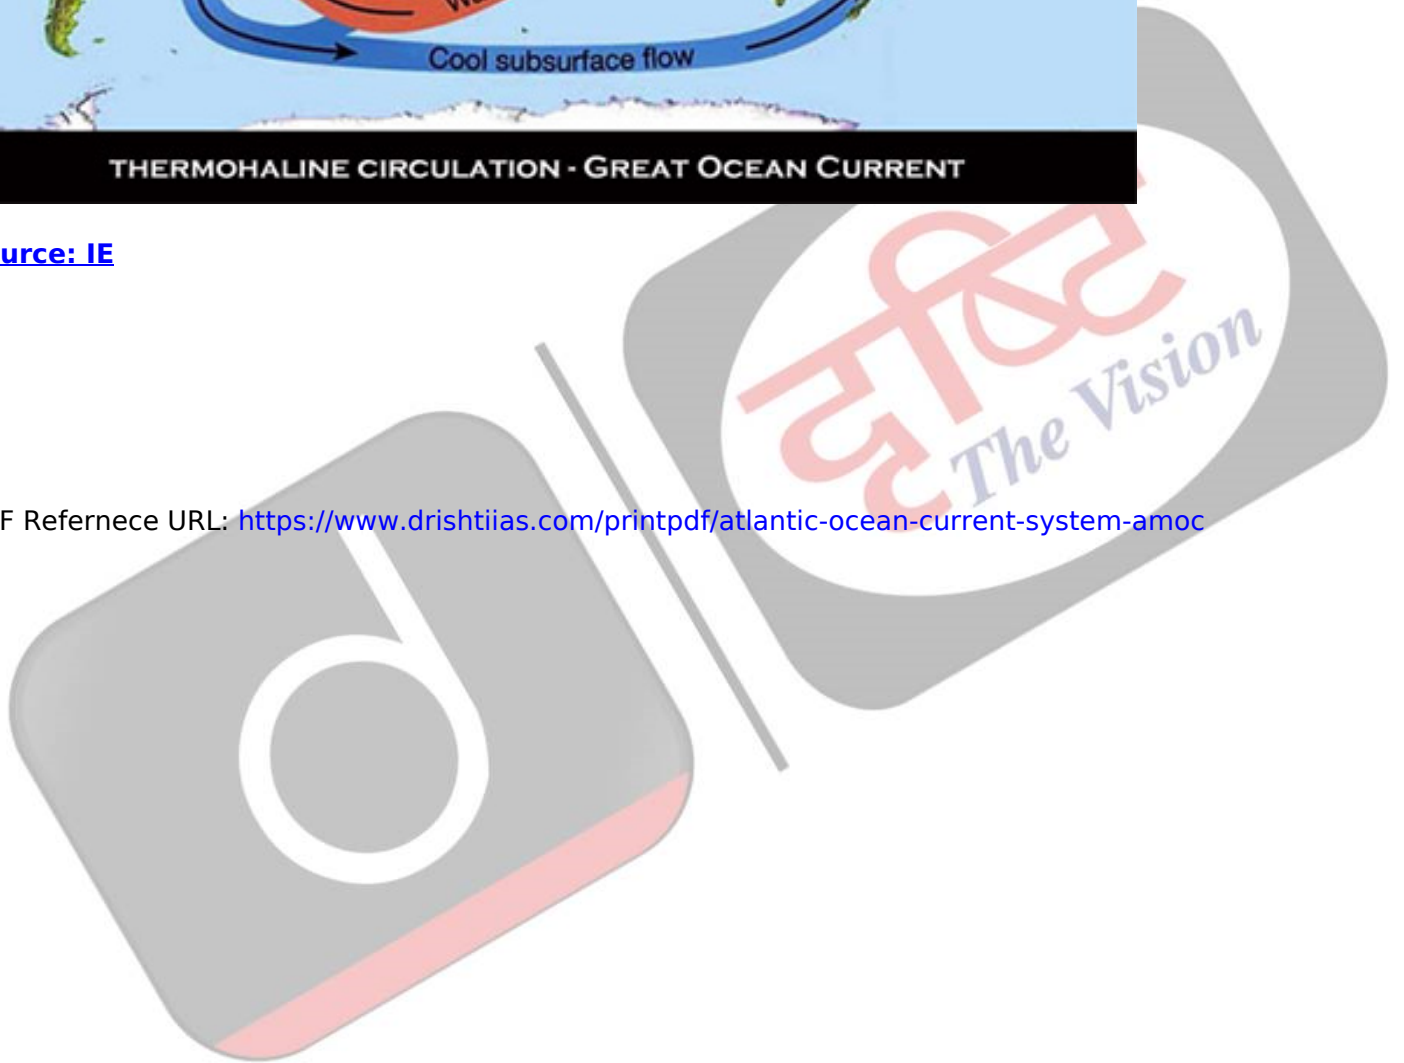 Cool subsurface flow
THERMOHALINE CIRCULATION - GREAT OCEAN CURRENT
urce: IE
दृष्टि
The Vision
F Refernece URL: https://www.drishtiias.com/printpdf/atlantic-ocean-current-system-amoc